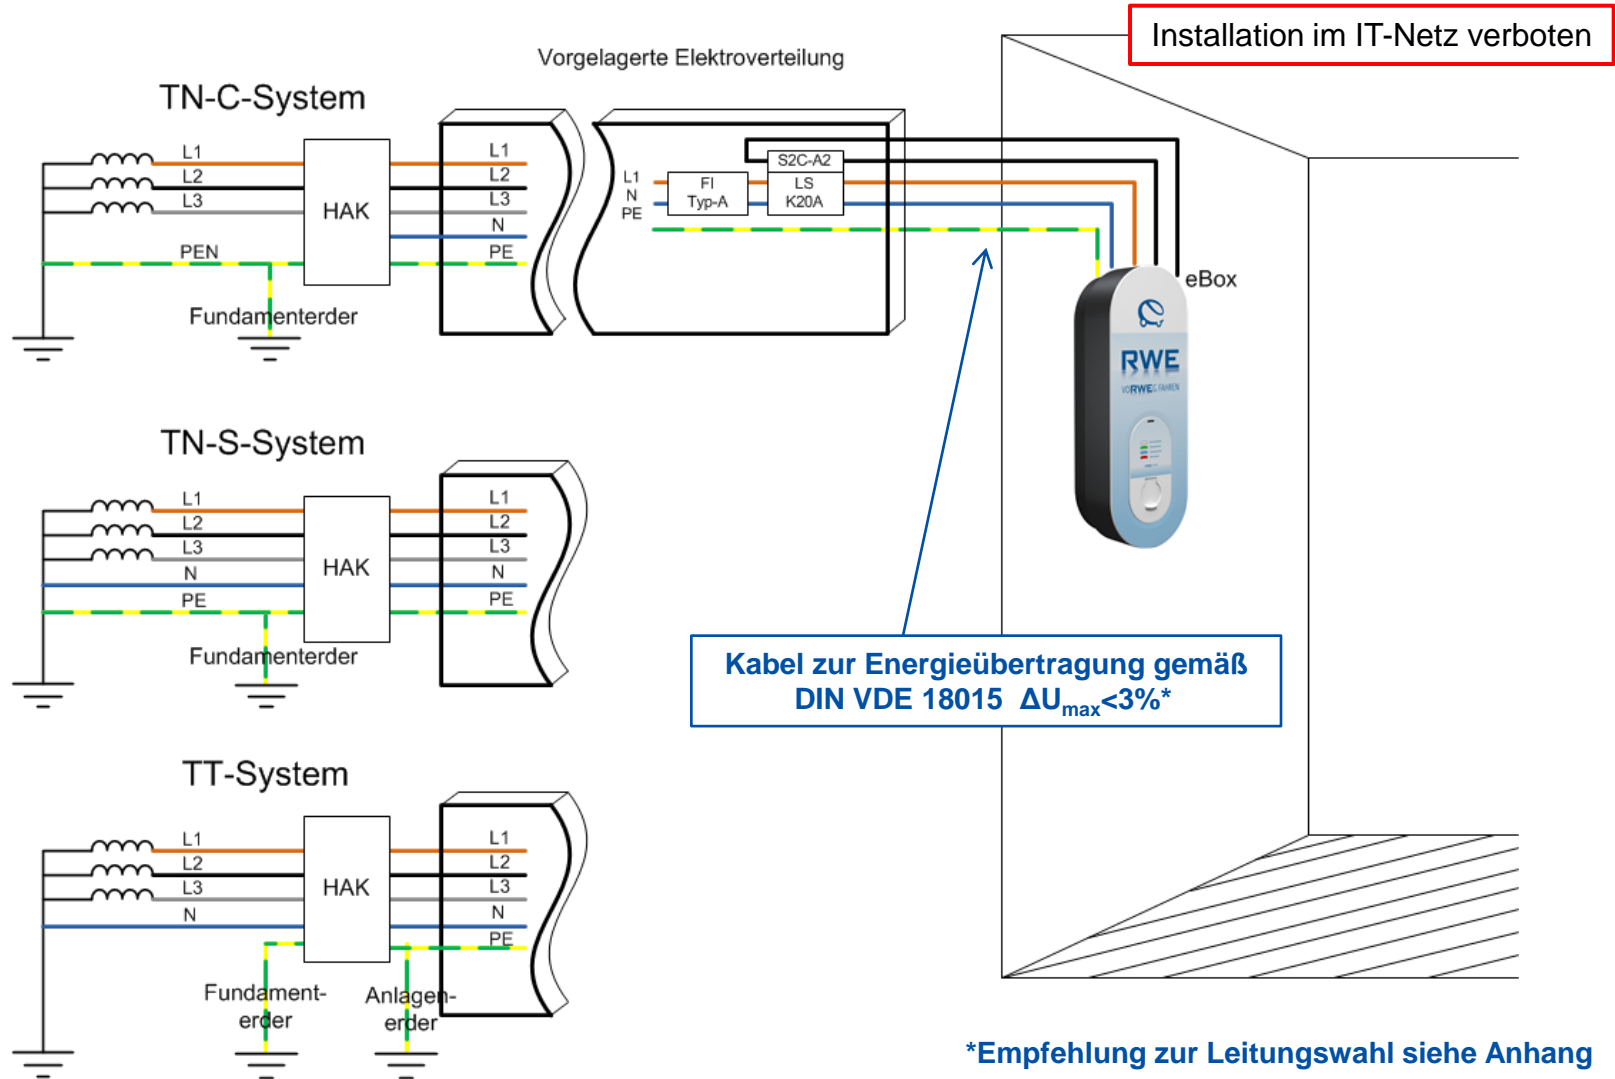 Installation im IT-Netz verboten
Vorgelagerte Elektroverteilung
TN-C-System
L1
L2
L3
PEN
HAK
L1
L2
L3
N
PE
Fundamenterder
L1
N
PE
FI
Typ-A
S2C-A2
LS
K20A
eBox
RWE
VORWEG FAHREN
TN-S-System
L1
L2
L3
N
PE
HAK
L1
L2
L3
N
PE
Fundamenterder
Kabel zur Energieübertragung gemäß
DIN VDE 18015 ΔUmax<3%*
TT-System
L1
L2
L3
N
HAK
L1
L2
L3
N
PE
Fundament-
erder
Anlagen-
erder
*Empfehlung zur Leitungswahl siehe Anhang